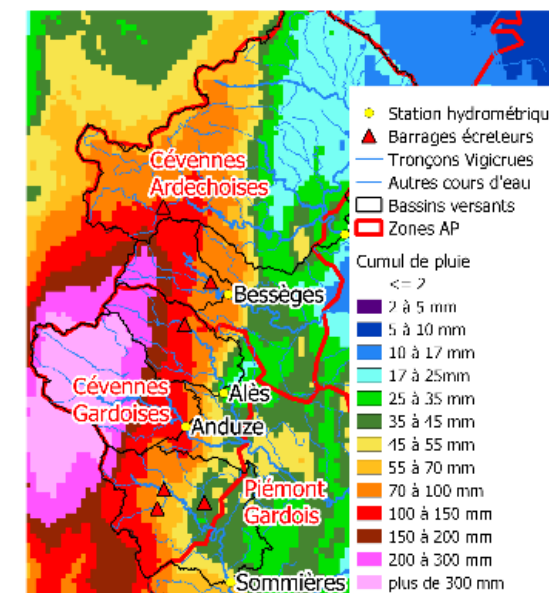 Station hydrométriqu
Barrages écreteurs
Tronçons Vigicrues
Autres cours d'eau
Bassins versants
Zones AP
Cumul de pluie
<= 2
2 à 5 mm
5 à 10 mm
10 à 17 mm
17 à 25mm
25 à 35 mm
35 à 45 mm
45 à 55 mm
55 à 70 mm
70 à 100 mm
100 à 150 mm
150 à 200 mm
200 à 300 mm
plus de 300 mm
Cévennes
Ardechoises
Bessèges
Cévennes
Gardoises
Alès
Anduze
Piémont
Gardois
Sommières